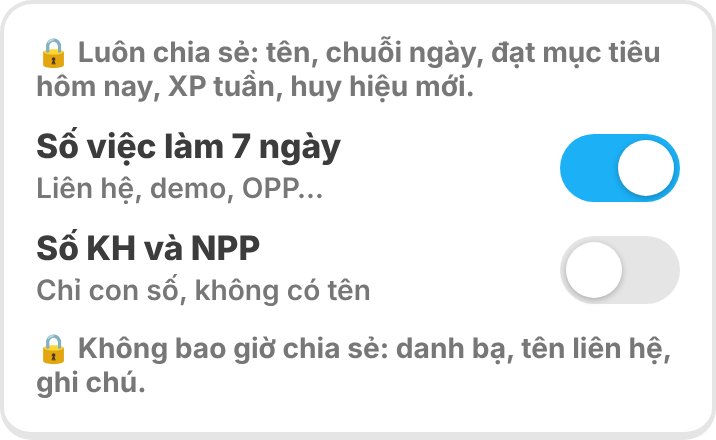 🔒 Luôn chia sẻ: tên, chuỗi ngày, đạt mục tiêu
hôm nay, XP tuần, huy hiệu mới.
Số việc làm 7 ngày
Liên hệ, demo, OPP...
Số KH và NPP
Chỉ con số, không có tên
🔒 Không bao giờ chia sẻ: danh bạ, tên liên hệ,
ghi chú.